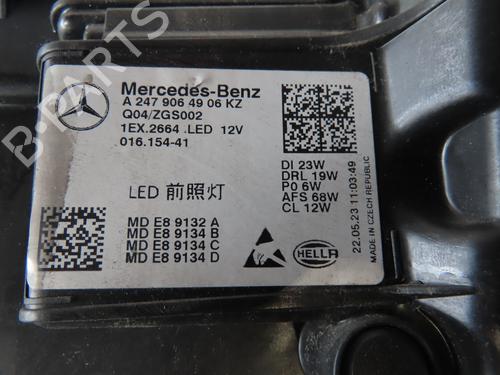 Mercedes-Benz
A 247 906 49 06 KZ
Q04/ZGS002
1EX.2664 .LED 12V
016.154-41
LED 前照灯
MD E8 9132 A
MD E8 9134 B
MD E8 9134 C
MD E8 9134 D
DI 23W
DRL 19W
P0 6W
AFS 68W
CL 12W
HELLA
22.05.23 11:03:49
MADE IN CZECH REPUBLIC
B-PARTS